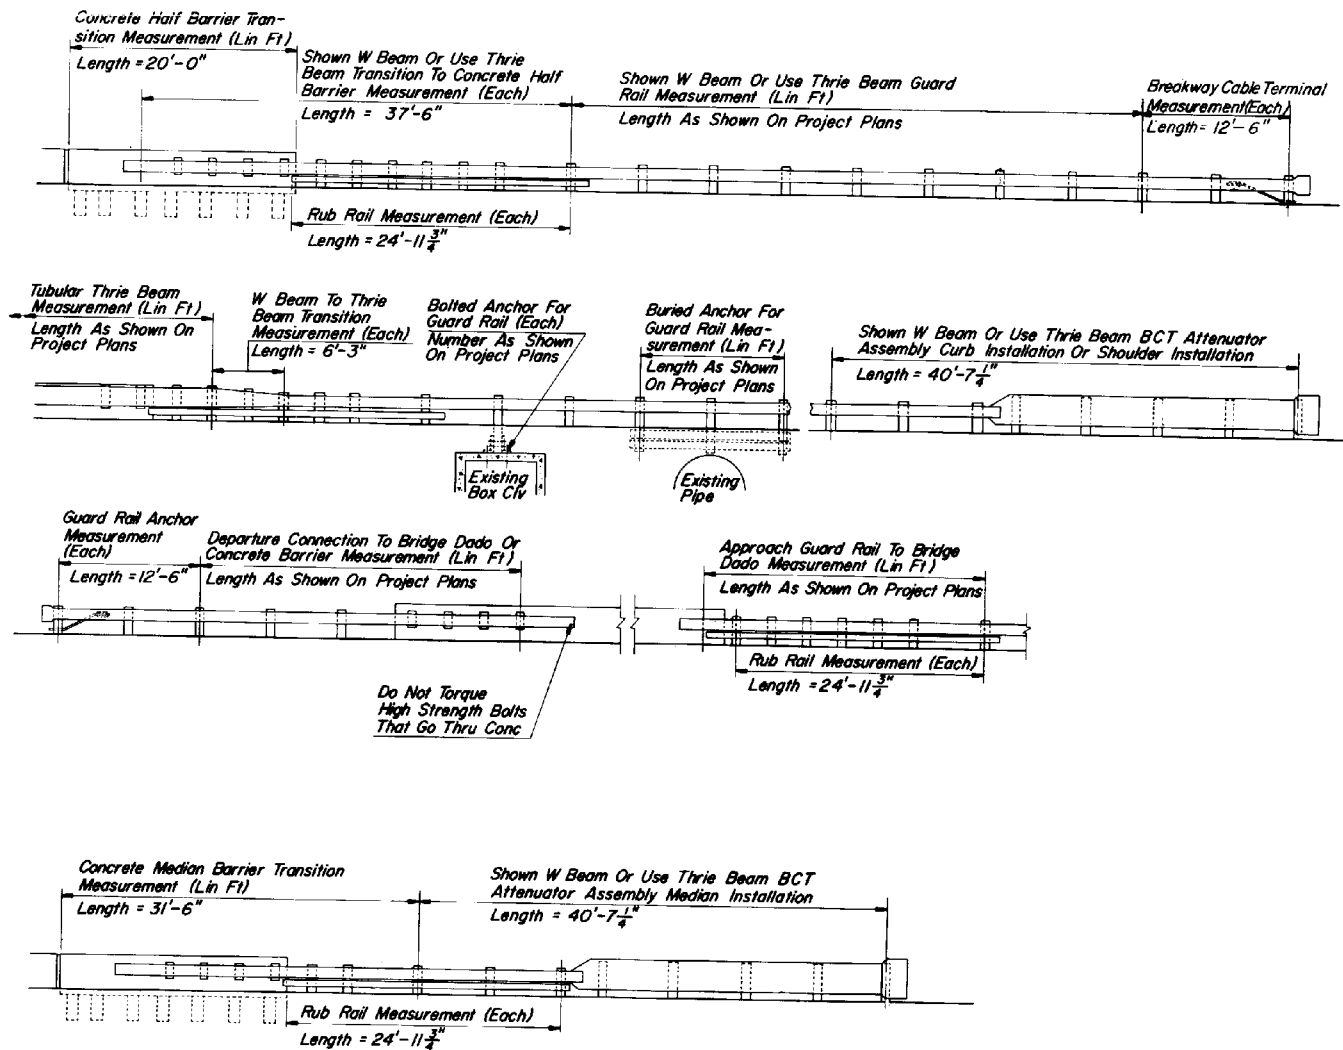 Concrete Half Barrier Tran-
sition Measurement (Lin Ft)
Length = 20'-0"
Shown W Beam Or Use Thrie
Beam Transition To Concrete Half
Barrier Measurement (Each)
Length = 37'-6"
Shown W Beam Or Use Thrie Beam Guard
Rail Measurement (Lin Ft)
Length As Shown On Project Plans
Breakway Cable Terminal
Measurement (Each)
Length = 12'-6"
Rub Rail Measurement (Each)
Length = 24'-11 3/4"
Tubular Thrie Beam
Measurement (Lin Ft)
Length As Shown On
Project Plans
W Beam To Thrie
Beam Transition
Measurement (Each)
Length = 6'-3"
Bolted Anchor For
Guard Rail (Each)
Number As Shown
On Project Plans
Buried Anchor For
Guard Rail Mea-
surement (Lin Ft)
Length As Shown
On Project Plans
Shown W Beam Or Use Thrie Beam BCT Attenuator
Assembly Curb Installation Or Shoulder Installation
Length = 40'-7 1/4"
Existing
Box Clv
Existing
Pipe
Guard Rail Anchor
Measurement
(Each)
Length = 12'-6"
Departure Connection To Bridge Dado Or
Concrete Barrier Measurement (Lin Ft)
Length As Shown On Project Plans
Approach Guard Rail To Bridge
Dado Measurement (Lin Ft)
Length As Shown On Project Plans
Rub Rail Measurement (Each)
Length = 24'-11 3/4"
Do Not Torque
High Strength Bolts
That Go Thru Conc
Concrete Median Barrier Transition
Measurement (Lin Ft)
Length = 31'-6"
Shown W Beam Or Use Thrie Beam BCT
Attenuator Assembly Median Installation
Length = 40'-7 1/4"
Rub Rail Measurement (Each)
Length = 24'-11 3/4"